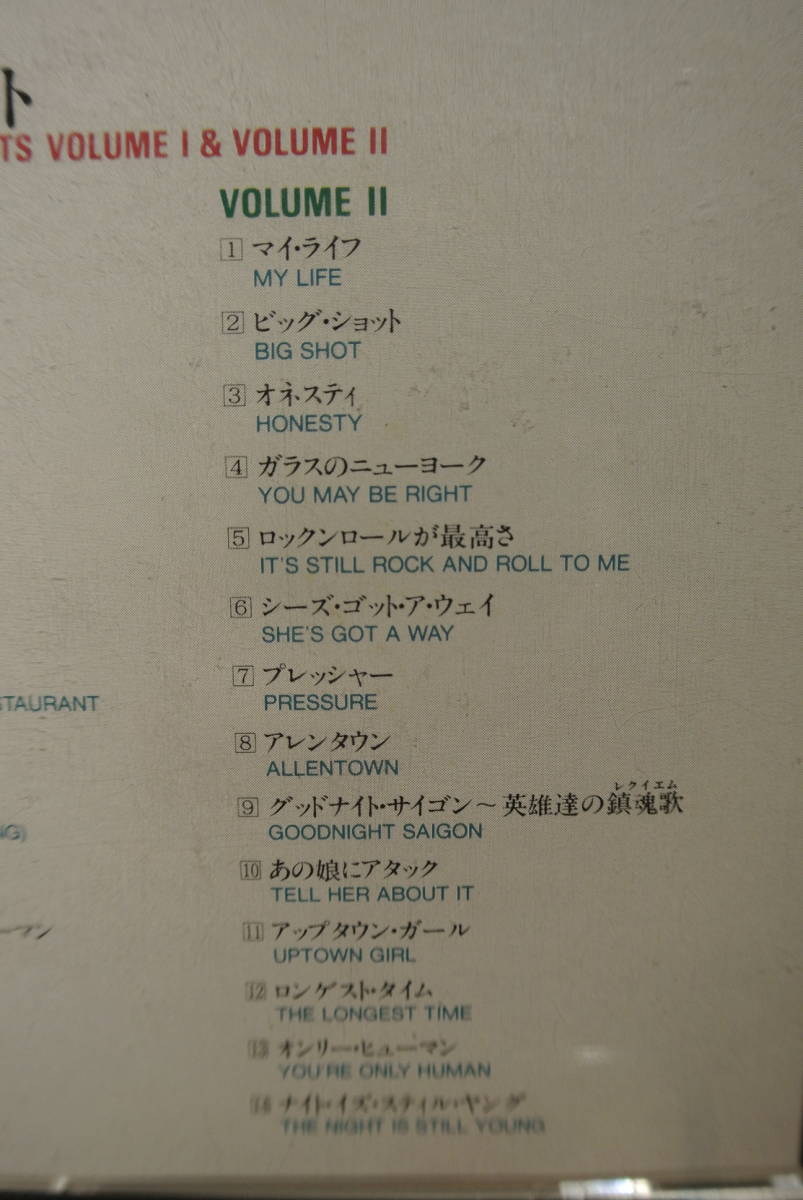 ト
TS VOLUME I & VOLUME II
VOLUME II
1 マイ・ライフ
MY LIFE
2 ビッグ・ショット
BIG SHOT
3 オネスティ
HONESTY
4 ガラスのニューヨーク
YOU MAY BE RIGHT
5 ロックンロールが最高さ
IT'S STILL ROCK AND ROLL TO ME
6 シーズ・ゴット・ア・ウェイ
SHE'S GOT A WAY
7 プレッシャー
PRESSURE
STAURANT
8 アレンタウン
ALLENTOWN
レクイエム
9 グッドナイト・サイゴン〜英雄達の鎮魂歌
GOODNIGHT SAIGON
NG)
10 あの娘にアタック
TELL HER ABOUT IT
11 アップタウン・ガール
UPTOWN GIRL
ーマン
12 ロンゲスト・タイム
THE LONGEST TIME
13 オンリー・ヒューマン
YOU'RE ONLY HUMAN
14 ナイト・イズ・スティル・ヤング
THE NIGHT IS STILL YOUNG